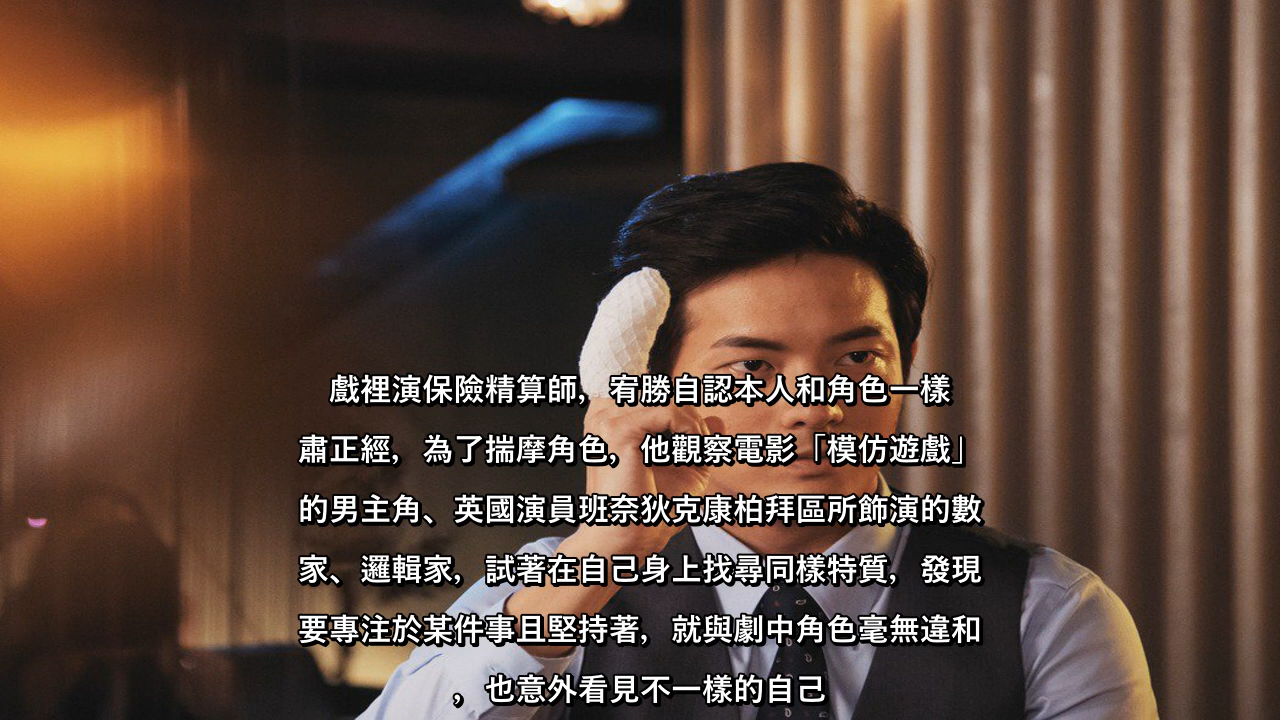 戲裡演保險精算師，宥勝自認本人和角色一樣
肅正經，為了揣摩角色，他觀察電影「模仿遊戲」
的男主角、英國演員班奈狄克康柏拜區所飾演的數
家、邏輯家，試著在自己身上找尋同樣特質，發現
要專注於某件事且堅持著，就與劇中角色毫無違和
，也意外看見不一樣的自己